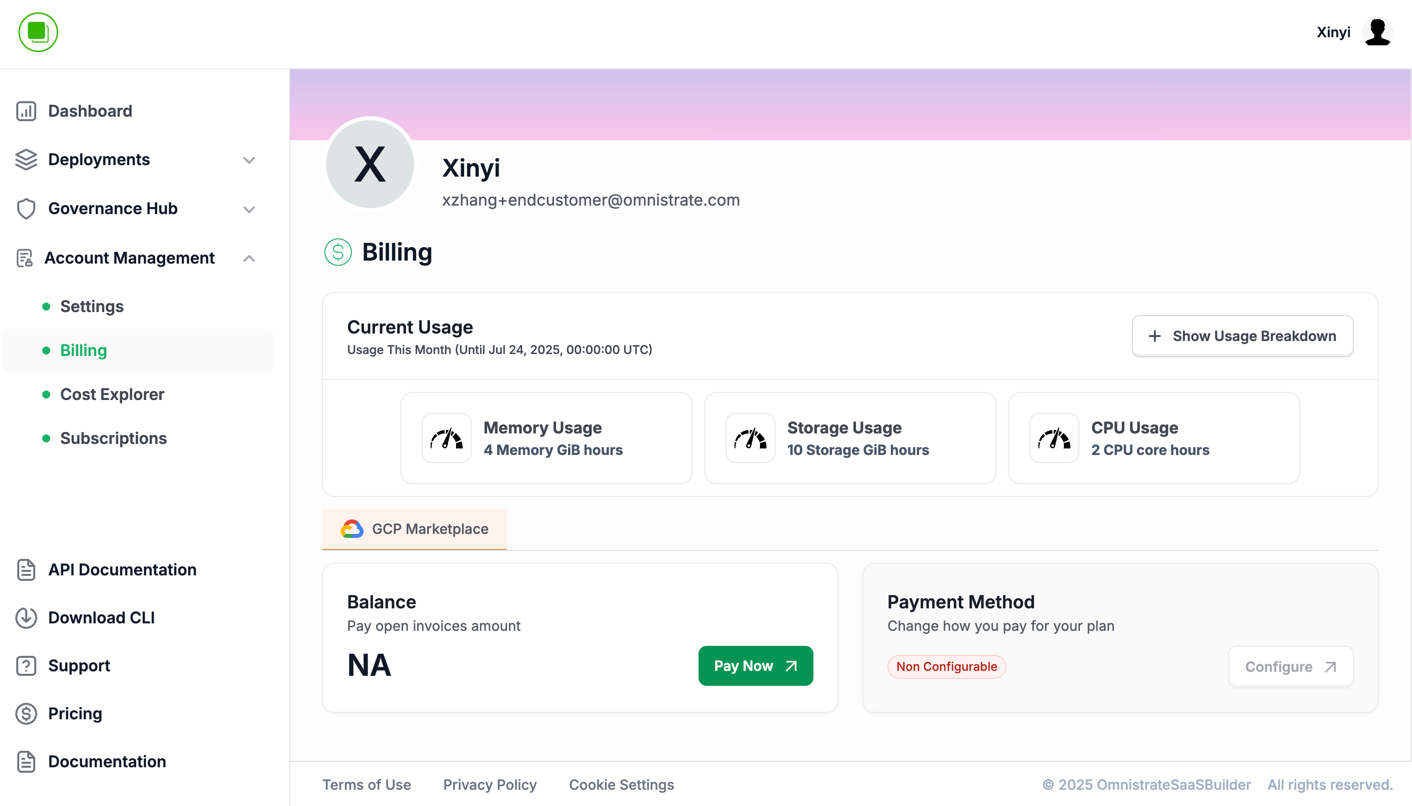 Xinyi
Dashboard
Deployments
Governance Hub
Account Management
Settings
Billing
Cost Explorer
Subscriptions
API Documentation
Download CLI
Support
Pricing
Documentation
X
Xinyi
xzhang+endcustomer@omnistrate.com
Billing
Current Usage
Usage This Month (Until Jul 24, 2025, 00:00:00 UTC)
+ Show Usage Breakdown
Memory Usage
4 Memory GiB hours
Storage Usage
10 Storage GiB hours
CPU Usage
2 CPU core hours
GCP Marketplace
Balance
Pay open invoices amount
NA
Pay Now
Payment Method
Change how you pay for your plan
Non Configurable
Configure
Terms of Use Privacy Policy Cookie Settings © 2025 OmnistrateSaaSBuilder All rights reserved.